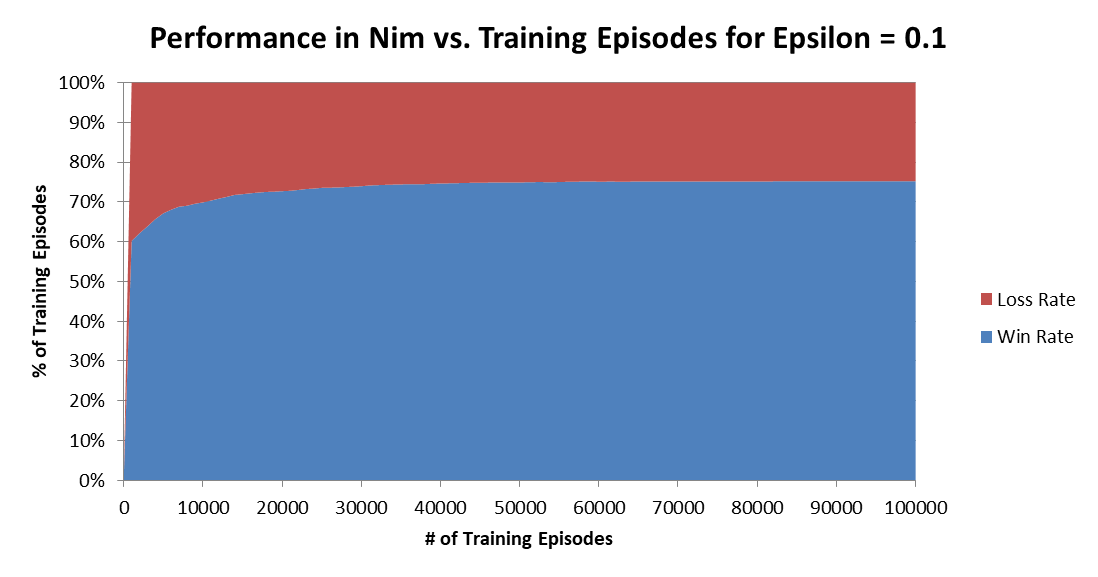 Performance in Nim vs. Training Episodes for Epsilon = 0.1
100%
90%
80%
70%
60%
50%
40%
30%
20%
10%
0%
% of Training Episodes
0 10000 20000 30000 40000 50000 60000 70000 80000 90000 100000
# of Training Episodes
Loss Rate
Win Rate